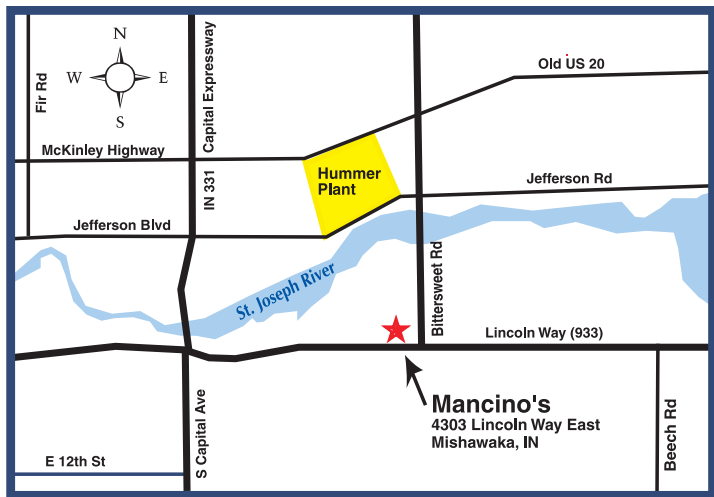 N
W E
S
Fir Rd
Capital Expressway
Old US 20
McKinley Highway
IN 331
Hummer
Plant
Jefferson Rd
Jefferson Blvd
St. Joseph River
Bittersweet Rd
Lincoln Way (933)
Mancino's
4303 Lincoln Way East
Mishawaka, IN
S Capital Ave
Beech Rd
E 12th St